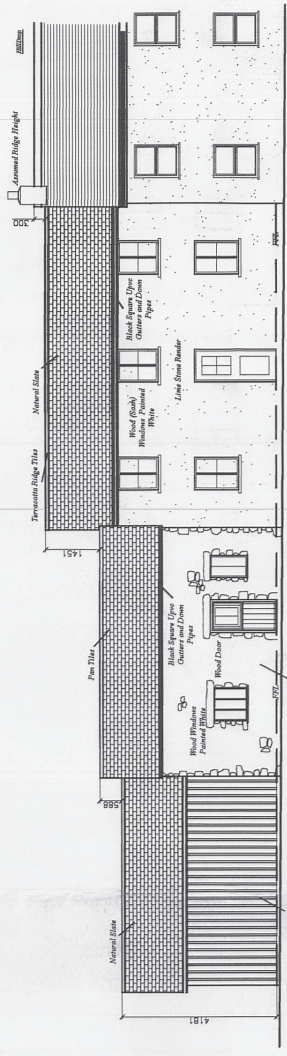 4181
Natural Slate
588
Pan Tiles
Wood Windows
Painted White
Wood Door
Black Square Upvc
Gutters and Down
Pipes
FFL
1451
Terracotta Ridge Tiles
Natural Slate
Wood (Sash)
Windows Painted
White
Lime Stone Render
Black Square Upvc
Gutters and Down
Pipes
FFL
300
Assumed Ridge Height